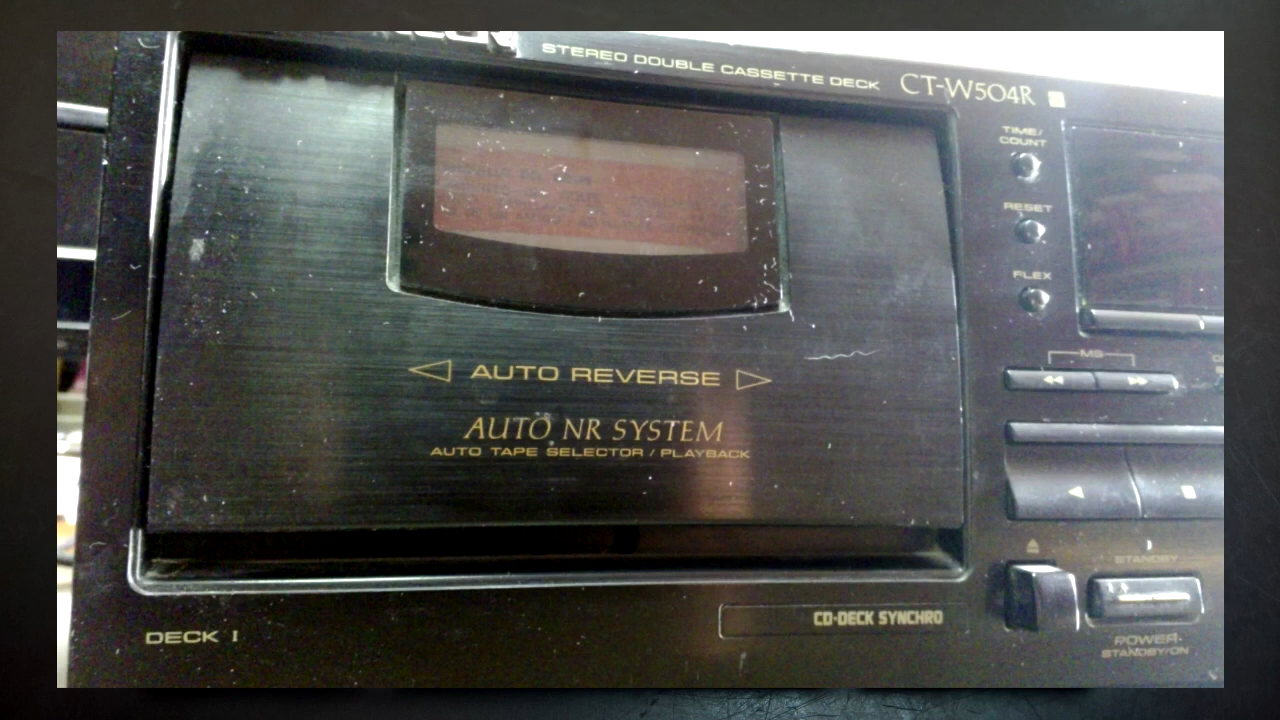 STEREO DOUBLE CASSETTE DECK CT-W504R
TIME/
COUNT
RESET
FLEX
MS
AUTO REVERSE
AUTO NR SYSTEM
AUTO TAPE SELECTOR / PLAYBACK
STANDBY
CD-DECK SYNCHRO
DECK I
POWER
STANDBY/ON